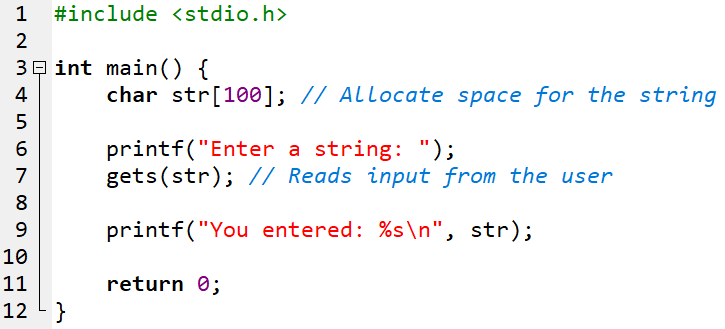 1 #include <stdio.h>
2
3 int main() {
4     char str[100]; // Allocate space for the string
5
6     printf("Enter a string: ");
7     gets(str); // Reads input from the user
8
9     printf("You entered: %s\n", str);
10
11     return 0;
12 }